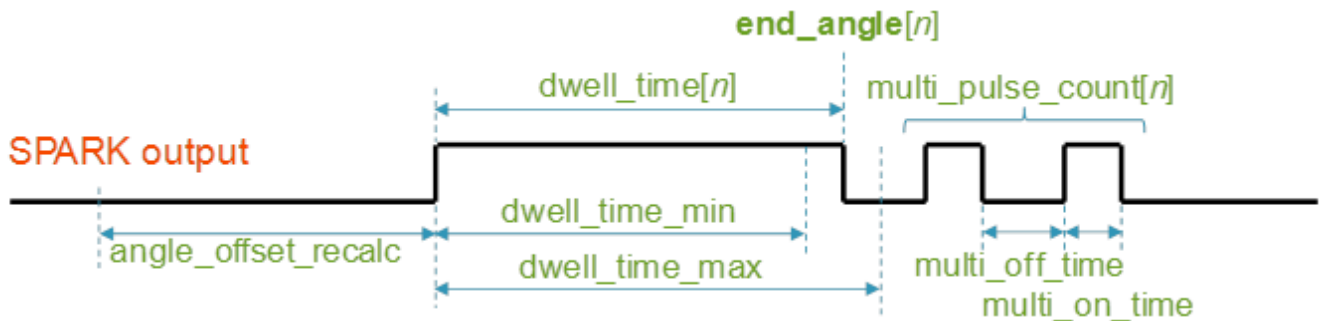 end_angle[n]
dwell_time[n]
multi_pulse_count[n]
SPARK output
dwell_time_min
angle_offset_recalc
dwell_time_max
multi_off_time
multi_on_time